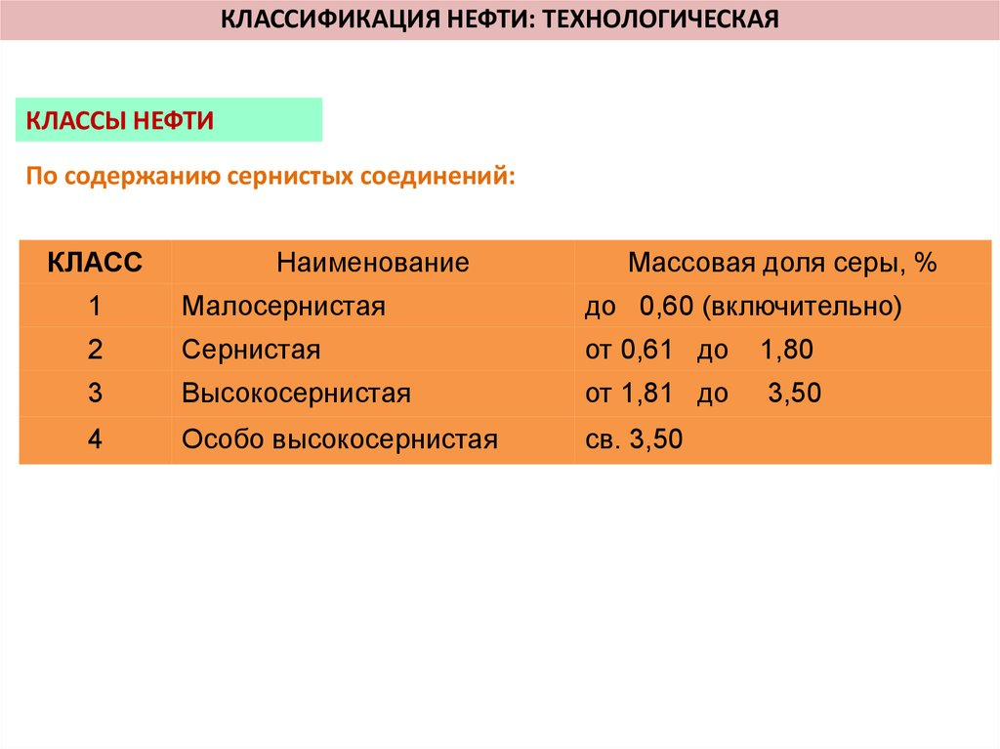 КЛАССИФИКАЦИЯ НЕФТИ: ТЕХНОЛОГИЧЕСКАЯ
КЛАССЫ НЕФТИ
По содержанию сернистых соединений:
КЛАСС Наименование Массовая доля серы, %
1 Малосернистая до 0,60 (включительно)
2 Сернистая от 0,61 до 1,80
3 Высокосернистая от 1,81 до 3,50
4 Особо высокосернистая св. 3,50